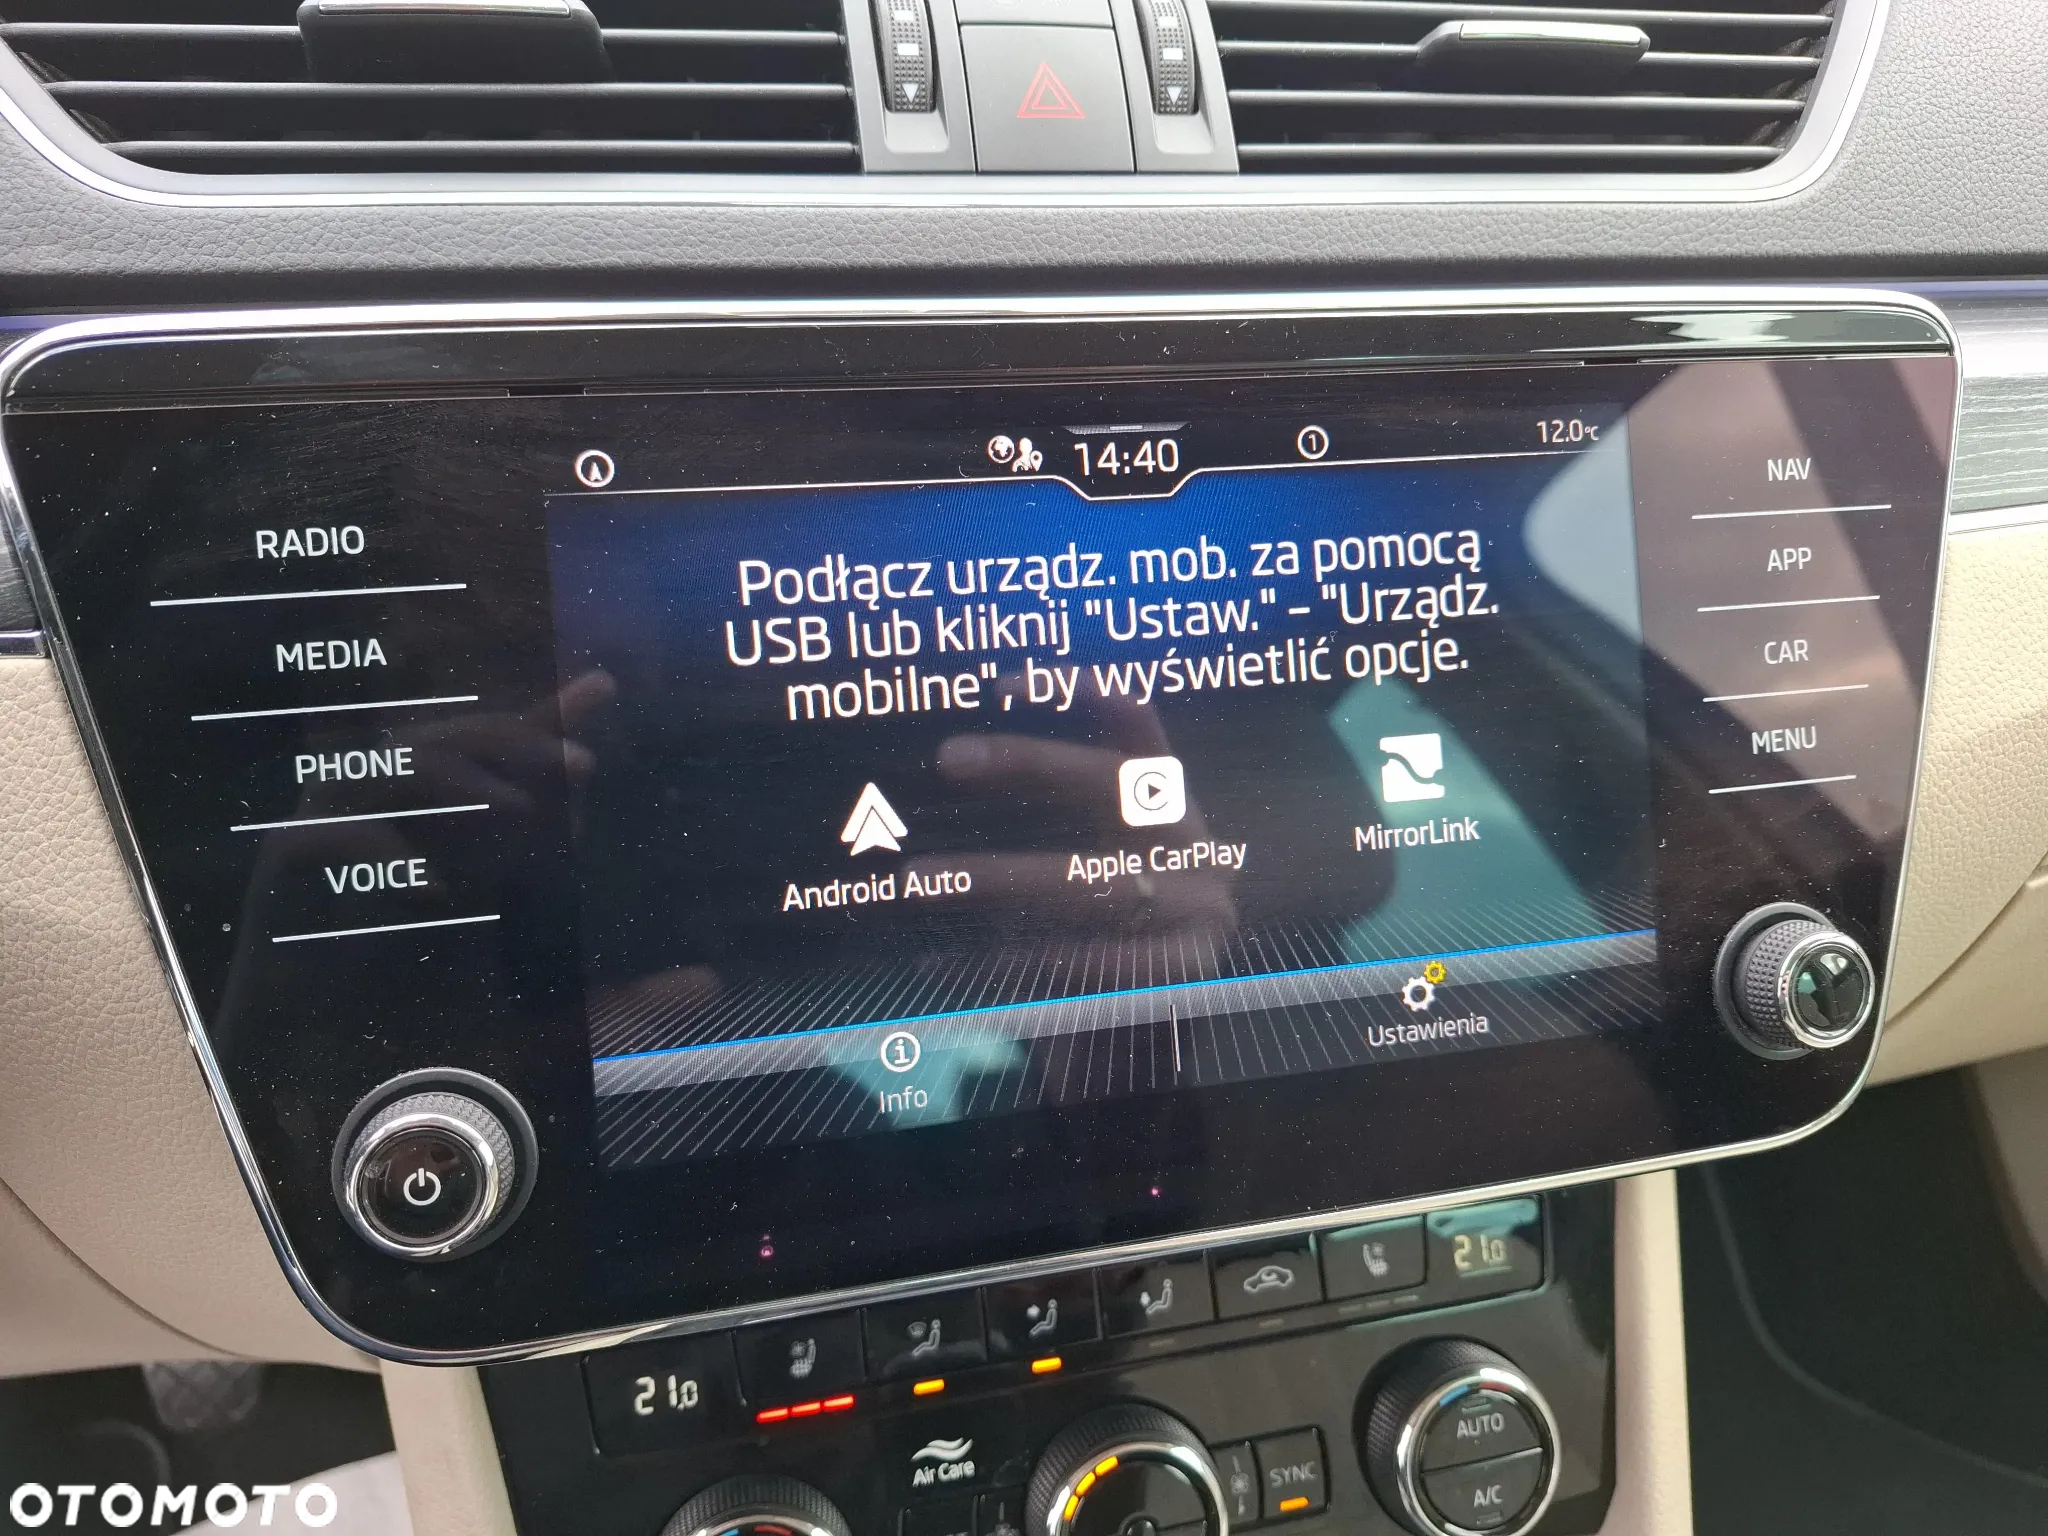 14:40
1
12.0°C
RADIO
MEDIA
PHONE
VOICE
NAV
APP
CAR
MENU
Podłącz urządz. mob. za pomocą
USB lub kliknij "Ustaw." – "Urządz.
mobilne", by wyświetlić opcje.
Android Auto
Apple CarPlay
MirrorLink
Info
Ustawienia
21.0
21.0
Air Care
SYNC
AUTO
A/C
OTOMOTO